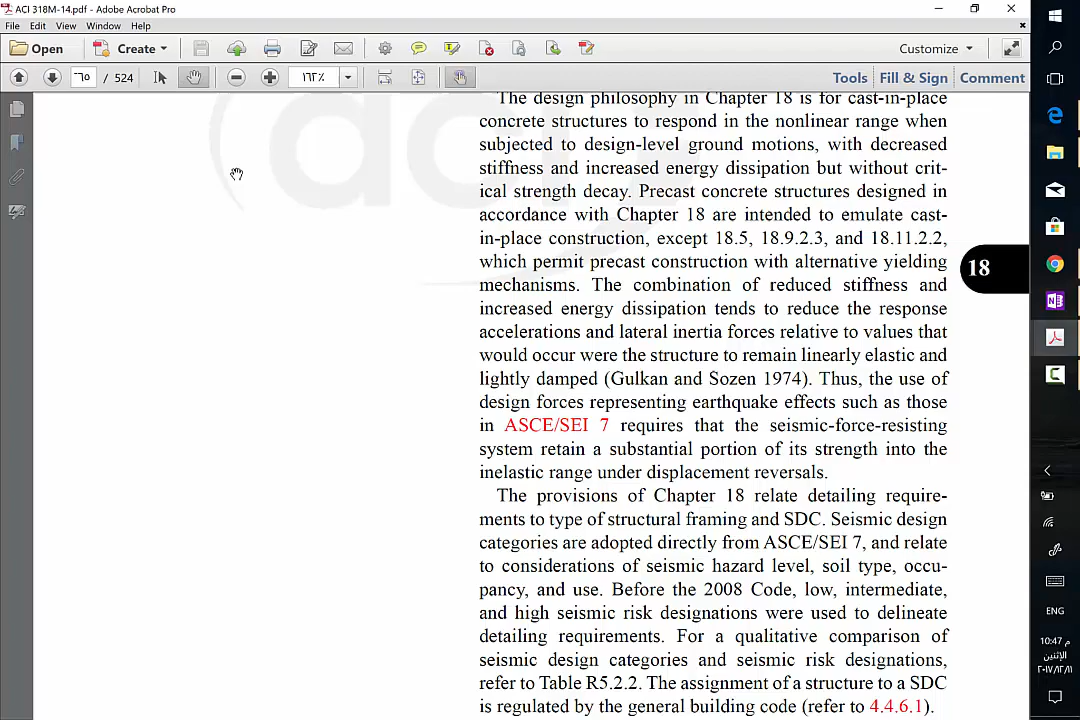 ACI 318M-14.pdf - Adobe Acrobat Pro
File Edit View Window Help
Open Create Customize
٢٦٥ / 524 ١٦٢٪ Tools Fill & Sign Comment
aci
The design philosophy in Chapter 18 is for cast-in-place
concrete structures to respond in the nonlinear range when
subjected to design-level ground motions, with decreased
stiffness and increased energy dissipation but without crit-
ical strength decay. Precast concrete structures designed in
accordance with Chapter 18 are intended to emulate cast-
in-place construction, except 18.5, 18.9.2.3, and 18.11.2.2,
which permit precast construction with alternative yielding
mechanisms. The combination of reduced stiffness and
increased energy dissipation tends to reduce the response
accelerations and lateral inertia forces relative to values that
would occur were the structure to remain linearly elastic and
lightly damped (Gulkan and Sozen 1974). Thus, the use of
design forces representing earthquake effects such as those
in ASCE/SEI 7 requires that the seismic-force-resisting
system retain a substantial portion of its strength into the
inelastic range under displacement reversals.
The provisions of Chapter 18 relate detailing require-
ments to type of structural framing and SDC. Seismic design
categories are adopted directly from ASCE/SEI 7, and relate
to considerations of seismic hazard level, soil type, occu-
pancy, and use. Before the 2008 Code, low, intermediate,
and high seismic risk designations were used to delineate
detailing requirements. For a qualitative comparison of
seismic design categories and seismic risk designations,
refer to Table R5.2.2. The assignment of a structure to a SDC
is regulated by the general building code (refer to 4.4.6.1).
18
ENG
10:47 م
الإثنين
٢٠١٧/١٢/١١